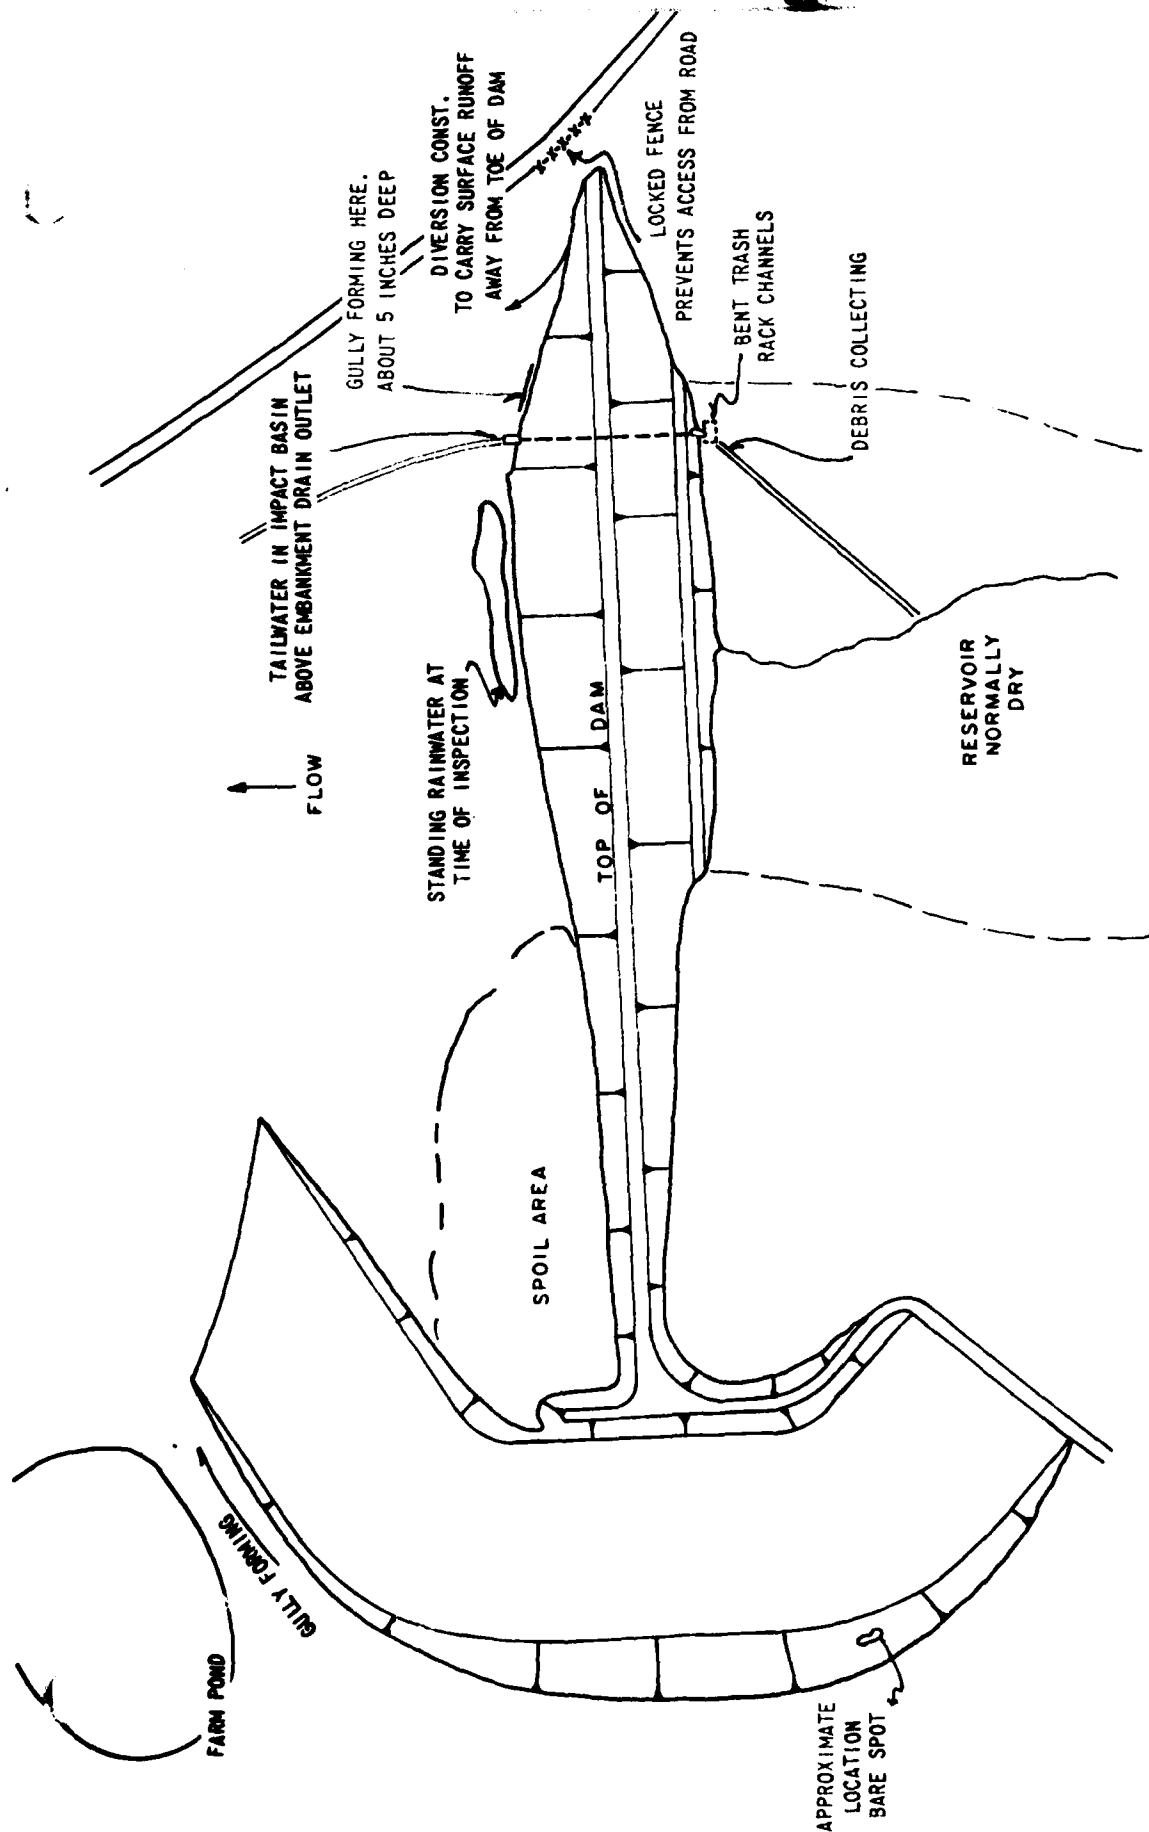 FARM POND
GULLY FORMING
APPROXIMATE
LOCATION
BARE SPOT
SPOIL AREA
FLOW
STANDING RAINWATER AT
TIME OF INSPECTION
TOP OF DAM
RESERVOIR
NORMALLY
DRY
TAILWATER IN IMPACT BASIN
ABOVE EMBANKMENT DRAIN OUTLET
GULLY FORMING HERE.
ABOUT 5 INCHES DEEP
DIVERSION CONST.
TO CARRY SURFACE RUNOFF
AWAY FROM TOE OF DAM
LOCKED FENCE
PREVENTS ACCESS FROM ROAD
BENT TRASH
RACK CHANNELS
DEBRIS COLLECTING